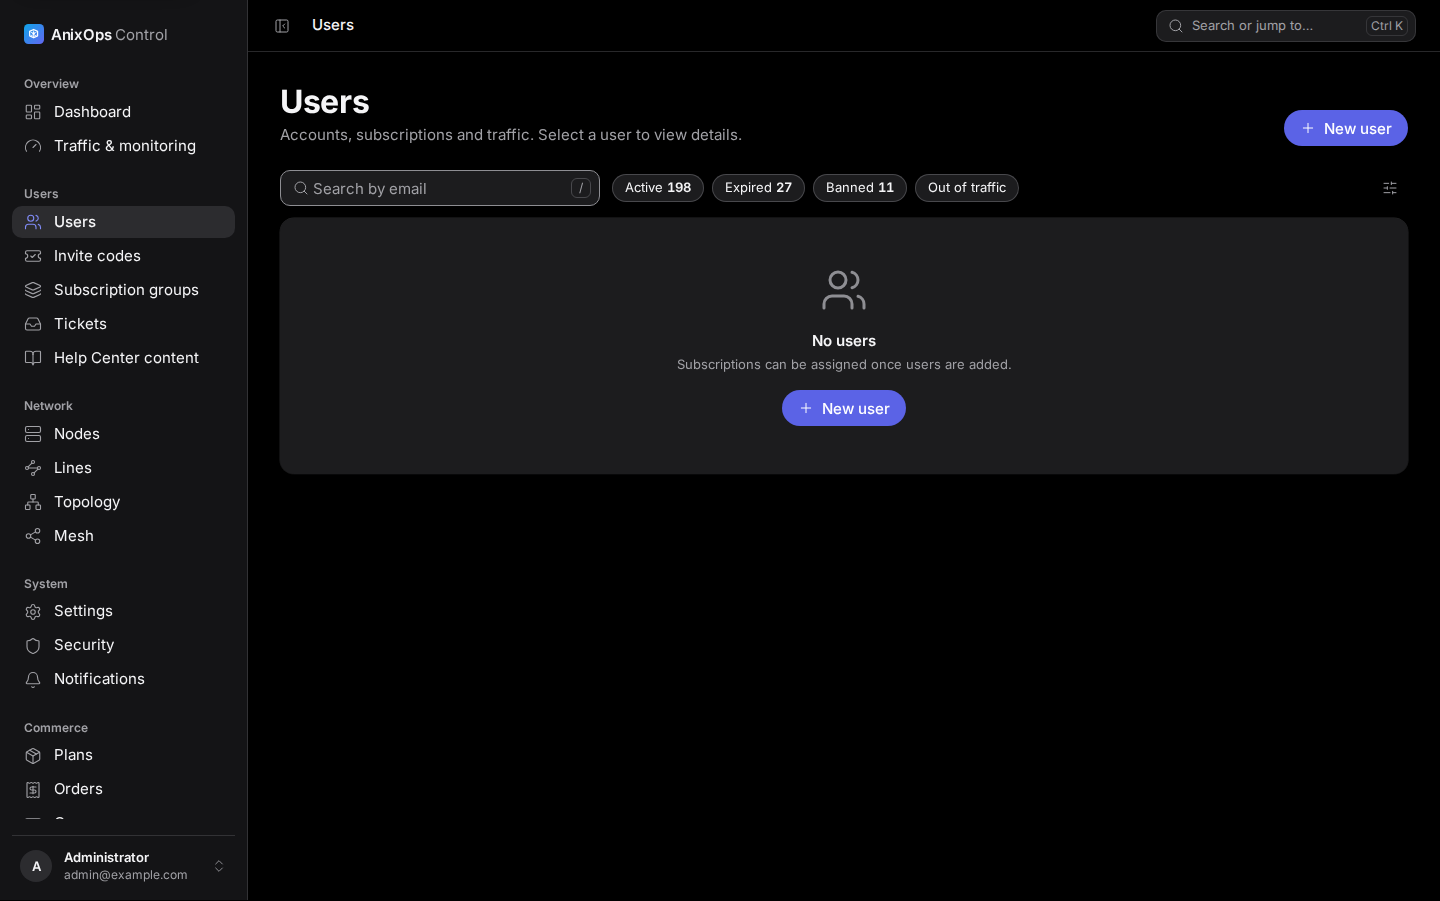 AnixOps Control
Overview
Dashboard
Traffic & monitoring
Users
Users
Invite codes
Subscription groups
Tickets
Help Center content
Network
Nodes
Lines
Topology
Mesh
System
Settings
Security
Notifications
Commerce
Plans
Orders
A
Administrator
admin@example.com
Users
Search or jump to...
Ctrl K
Users
Accounts, subscriptions and traffic. Select a user to view details.
New user
Search by email
/
Active 198
Expired 27
Banned 11
Out of traffic
No users
Subscriptions can be assigned once users are added.
New user